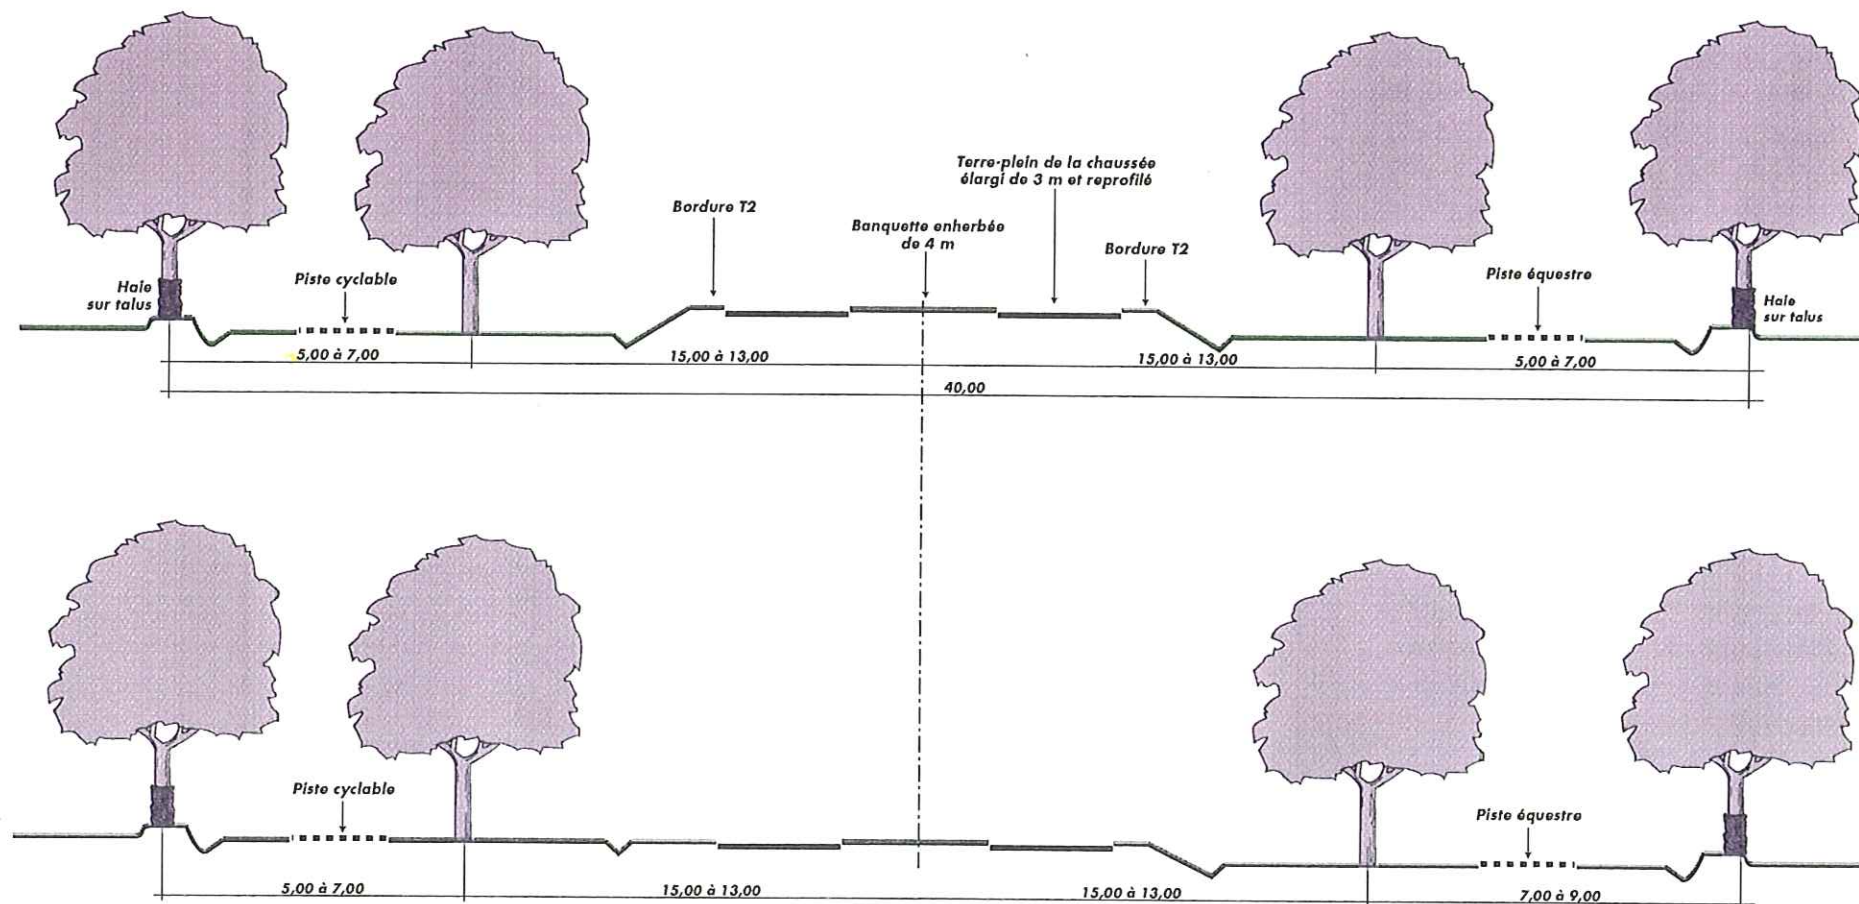 Terre-plein de la chaussée
élargi de 3 m et reprofilé
Bordure T2
Banquette enherbée
de 4 m
Bordure T2
Haie
sur talus
Piste cyclable
Piste équestre
Haie
sur talus
5,00 à 7,00
15,00 à 13,00
15,00 à 13,00
5,00 à 7,00
40,00
Piste cyclable
Piste équestre
5,00 à 7,00
15,00 à 13,00
15,00 à 13,00
7,00 à 9,00